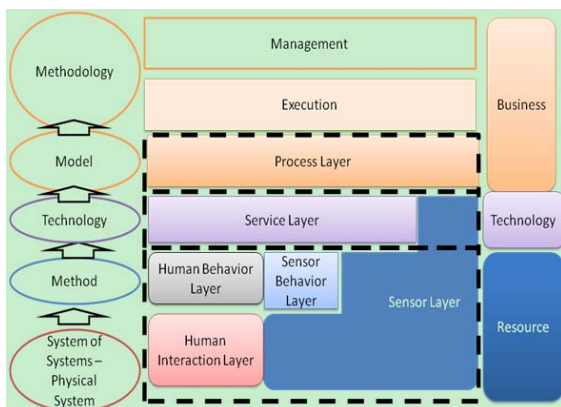 Methodology
Model
Technology
Method
System of
Systems –
Physical
System
Management
Execution
Process Layer
Service Layer
Human Behavior
Layer
Sensor
Behavior
Layer
Sensor Layer
Human
Interaction Layer
Business
Technology
Resource